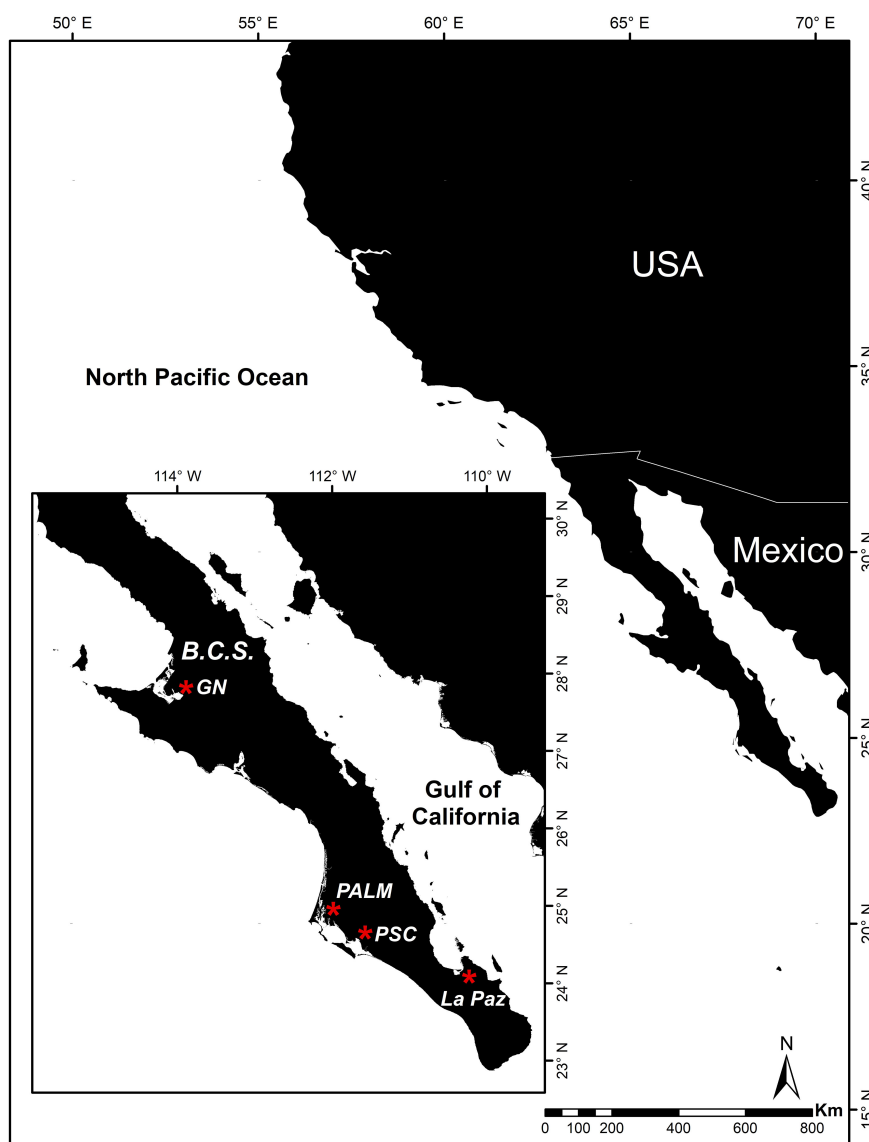 50° E 55° E 60° E 65° E 70° E
40° N
USA
35° N
North Pacific Ocean
114° W 112° W 110° W
30° N
Mexico
30° N
29° N
B.C.S.
28° N
GN
27° N
25° N
Gulf of
California
26° N
PALM
25° N
PSC
20° N
24° N
La Paz
23° N
N
15° N
Km
0 100 200 400 600 800